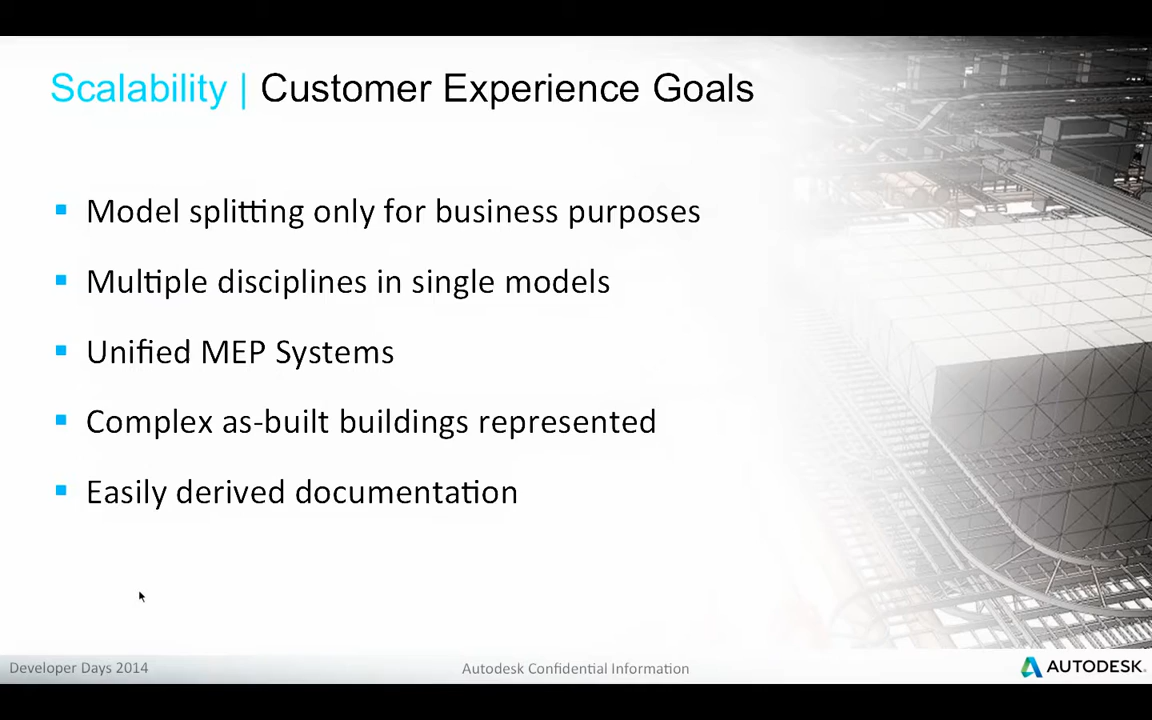 Scalability | Customer Experience Goals
Model splitting only for business purposes
Multiple disciplines in single models
Unified MEP Systems
Complex as-built buildings represented
Easily derived documentation
Developer Days 2014
Autodesk Confidential Information
AUTODESK.